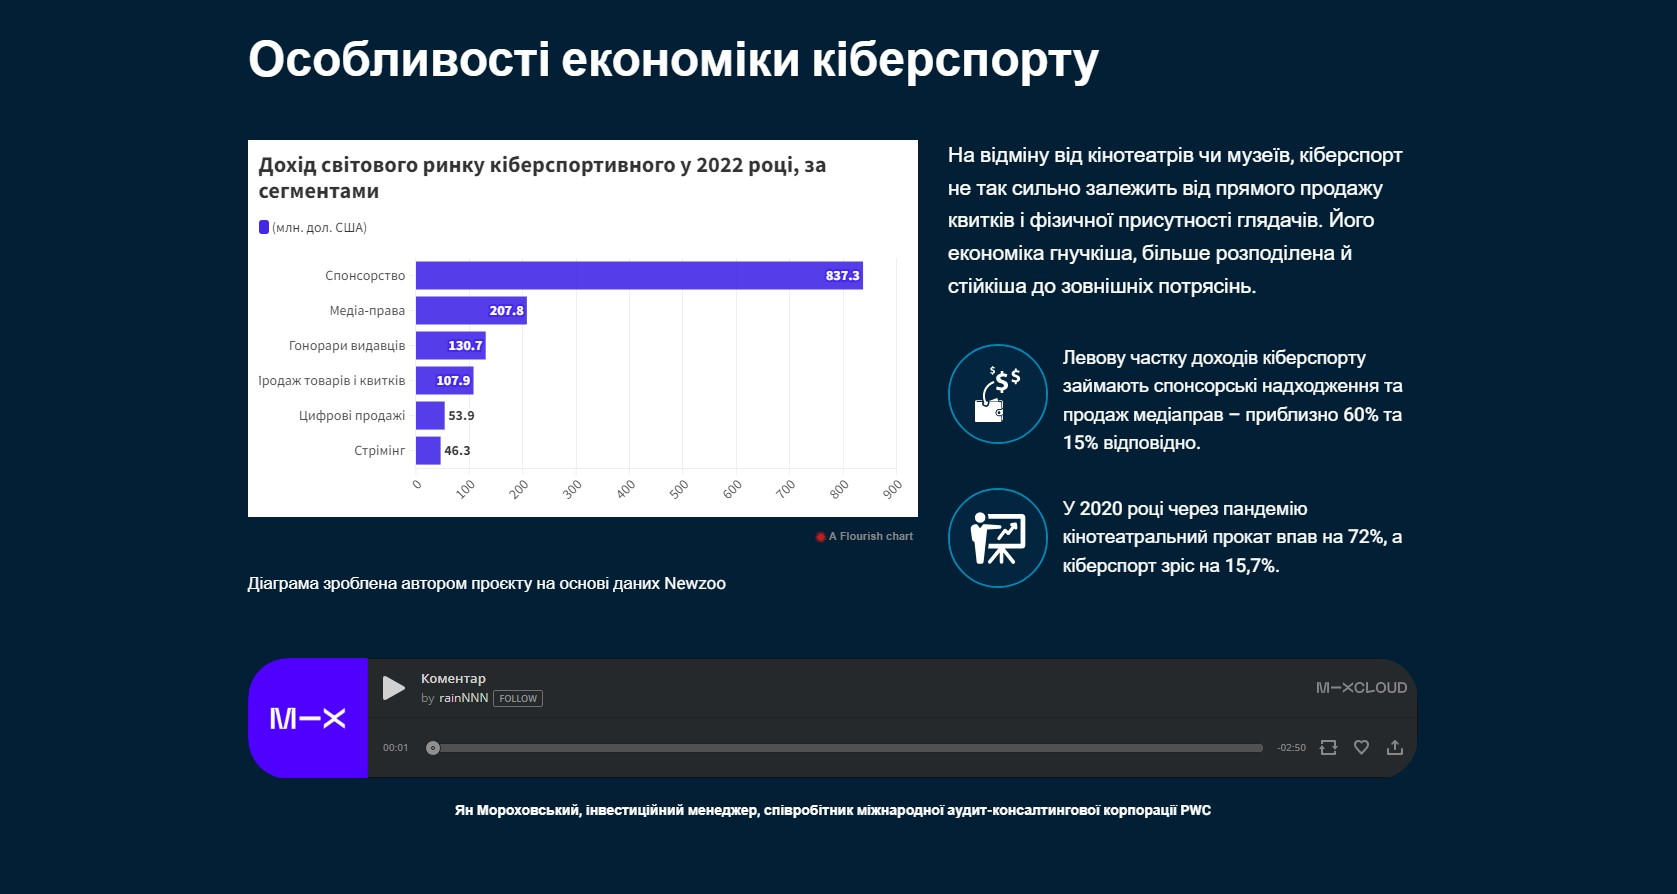 Особливості економіки кіберспорту
Дохід світового ринку кіберспортивного у 2022 році, за
сегментами
(млн. дол. США)
Спонсорство
837.3
Медіа-права
207.8
Гонорари видавців
130.7
Іродаж товарів і квитків
107.9
Цифрові продажі
53.9
Стрімінг
46.3
0
100
200
300
400
500
600
700
800
900
A Flourish chart
Діаграма зроблена автором проєкту на основі даних Newzoo
На відміну від кінотеатрів чи музеїв, кіберспорт
не так сильно залежить від прямого продажу
квитків і фізичної присутності глядачів. Його
економіка гнучкіша, більше розподілена й
стійкіша до зовнішніх потрясінь.
Левову частку доходів кіберспорту
займають спонсорські надходження та
продаж медіаправ – приблизно 60% та
15% відповідно.
У 2020 році через пандемію
кінотеатральний прокат впав на 72%, а
кіберспорт зріс на 15,7%.
M–X
Коментар
by rainNNN FOLLOW
M–XCLOUD
00:01
-02:50
Ян Мороховський, інвестиційний менеджер, співробітник міжнародної аудит-консалтингової корпорації PWC